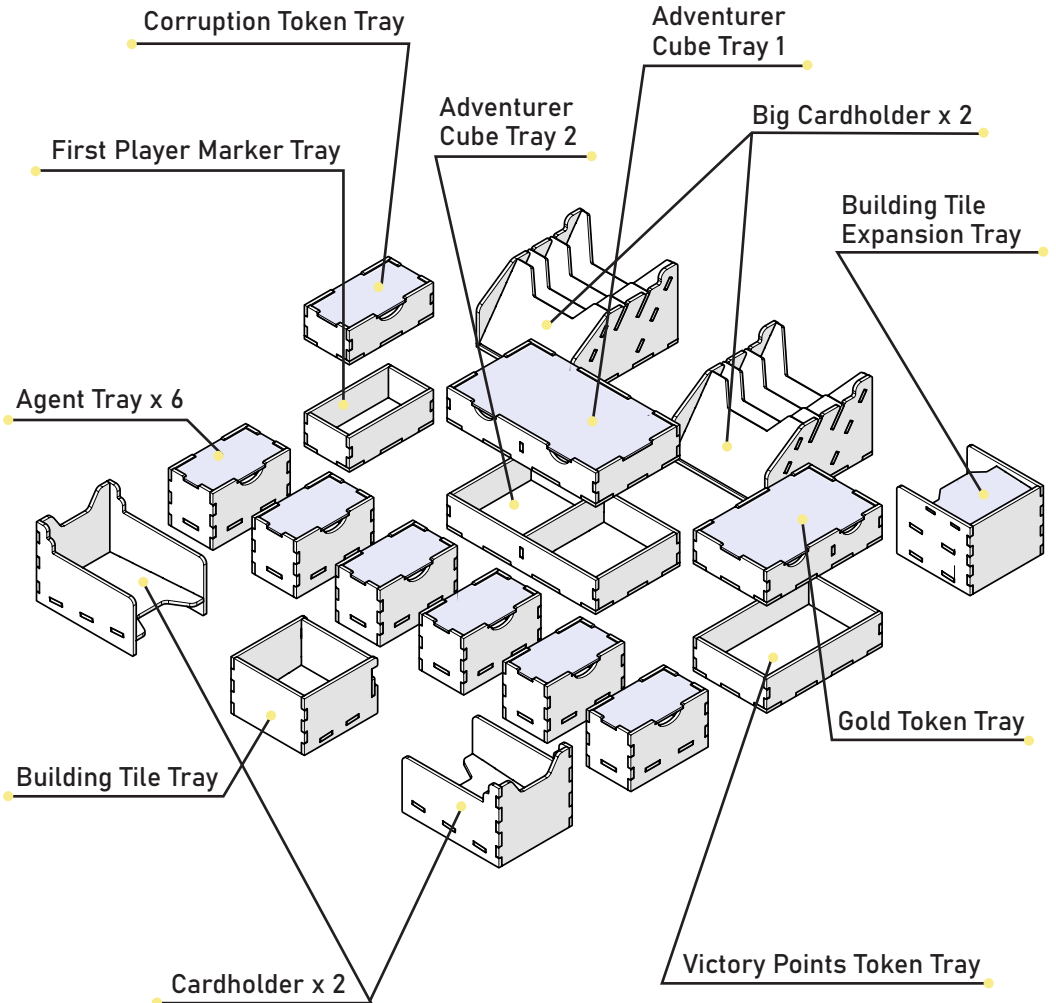 Corruption Token Tray
Adventurer
Cube Tray 1
Adventurer
Cube Tray 2
Big Cardholder x 2
First Player Marker Tray
Building Tile
Expansion Tray
Agent Tray x 6
Gold Token Tray
Building Tile Tray
Victory Points Token Tray
Cardholder x 2